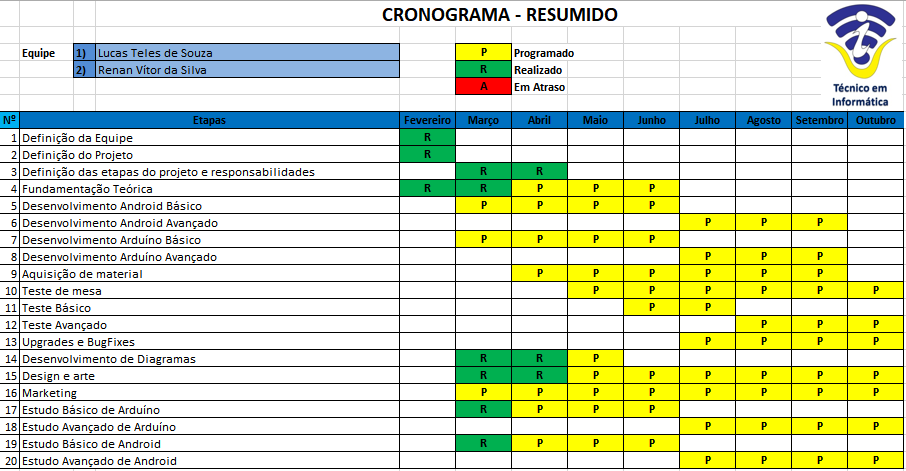 CRONOGRAMA - RESUMIDO
Equipe 1) Lucas Teles de Souza P Programado
2) Renan Vítor da Silva R Realizado
A Em Atraso
Técnico em
Informática
Nº Etapas Fevereiro Março Abril Maio Junho Julho Agosto Setembro Outubro
1 Definição da Equipe R
2 Definição do Projeto R
3 Definição das etapas do projeto e responsabilidades R R
4 Fundamentação Teórica R R P P P
5 Desenvolvimento Android Básico P P P P
6 Desenvolvimento Android Avançado P P P
7 Desenvolvimento Arduíno Básico P P P P
8 Desenvolvimento Arduíno Avançado P P P
9 Aquisição de material P P P P P P
10 Teste de mesa P P P P P P
11 Teste Básico P P
12 Teste Avançado P P P
13 Upgrades e BugFixes P P P P
14 Desenvolvimento de Diagramas R R P
15 Design e arte R R P P P P P P
16 Marketing P P P P P P P P
17 Estudo Básico de Arduíno R P P P
18 Estudo Avançado de Arduíno P P P P
19 Estudo Básico de Android R P P P
20 Estudo Avançado de Android P P P P